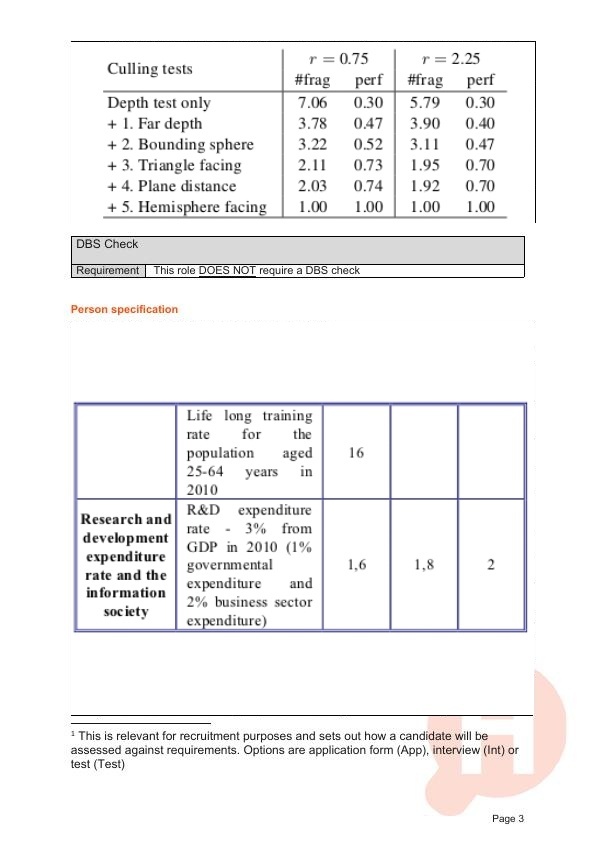 Culling tests r = 0.75 r = 2.25
#frag perf #frag perf
Depth test only 7.06 0.30 5.79 0.30
+ 1. Far depth 3.78 0.47 3.90 0.40
+ 2. Bounding sphere 3.22 0.52 3.11 0.47
+ 3. Triangle facing 2.11 0.73 1.95 0.70
+ 4. Plane distance 2.03 0.74 1.92 0.70
+ 5. Hemisphere facing 1.00 1.00 1.00 1.00
DBS Check
Requirement This role DOES NOT require a DBS check
Person specification
Life long training
rate for the
population aged
25-64 years in
2010
16
Research and
development
expenditure
rate and the
information
society
R&D expenditure
rate - 3% from
GDP in 2010 (1%
governmental
expenditure and
2% business sector
expenditure)
1,6 1,8 2
1 This is relevant for recruitment purposes and sets out how a candidate will be
assessed against requirements. Options are application form (App), interview (Int) or
test (Test)
Page 3